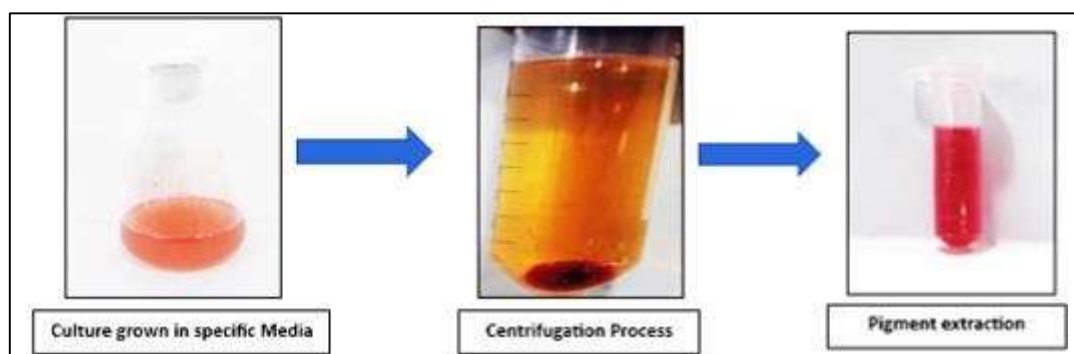 Culture grown in specific Media
Centrifugation Process
Pigment extraction